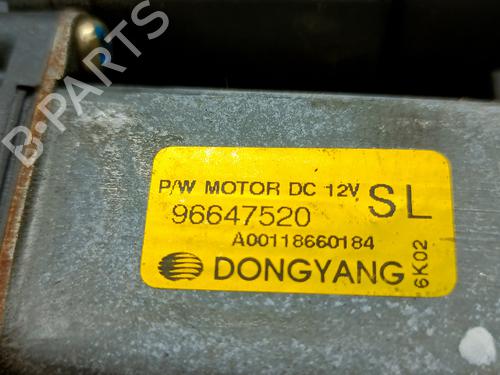 P/W MOTOR DC 12V SL
96647520
A00118660184
DONGYANG
6K02
B-PARTS